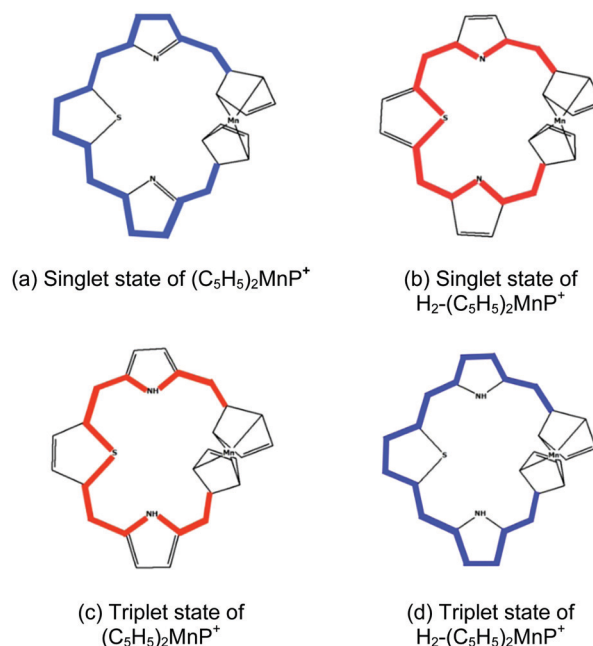 N
S
Mn
N
(a) Singlet state of (C₅H₅)₂MnP⁺
N
S
Mn
N
(b) Singlet state of
H₂-(C₅H₅)₂MnP⁺
NH
S
Mn
NH
(c) Triplet state of
(C₅H₅)₂MnP⁺
NH
S
Mn
NH
(d) Triplet state of
H₂-(C₅H₅)₂MnP⁺